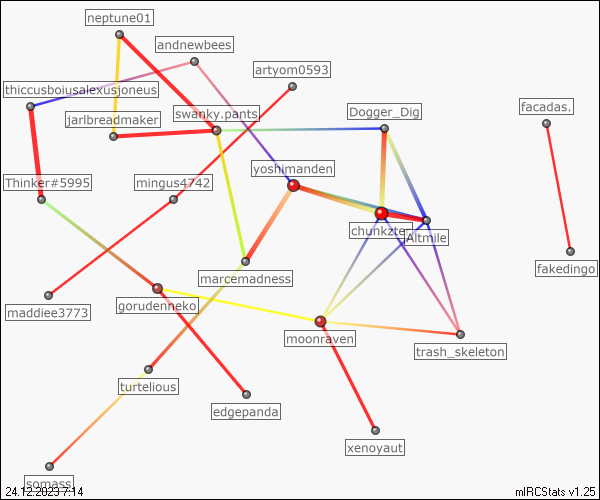 neptune01
andnewbees
artyom0593
thiccusboiusalexusjoneus
jarlbreadmaker
swanky.pants
Dogger_Dig
facadas.
yoshimanden
Thinker#5995
mingus4742
chunkzter
Altmile
marcemadness
fakedingo
maddiee3773
gorudenneko
moonraven
trash_skeleton
turtelious
edgepanda
xenoyaut
somass
24.12.2023 7:14
mIRCStats v1.25